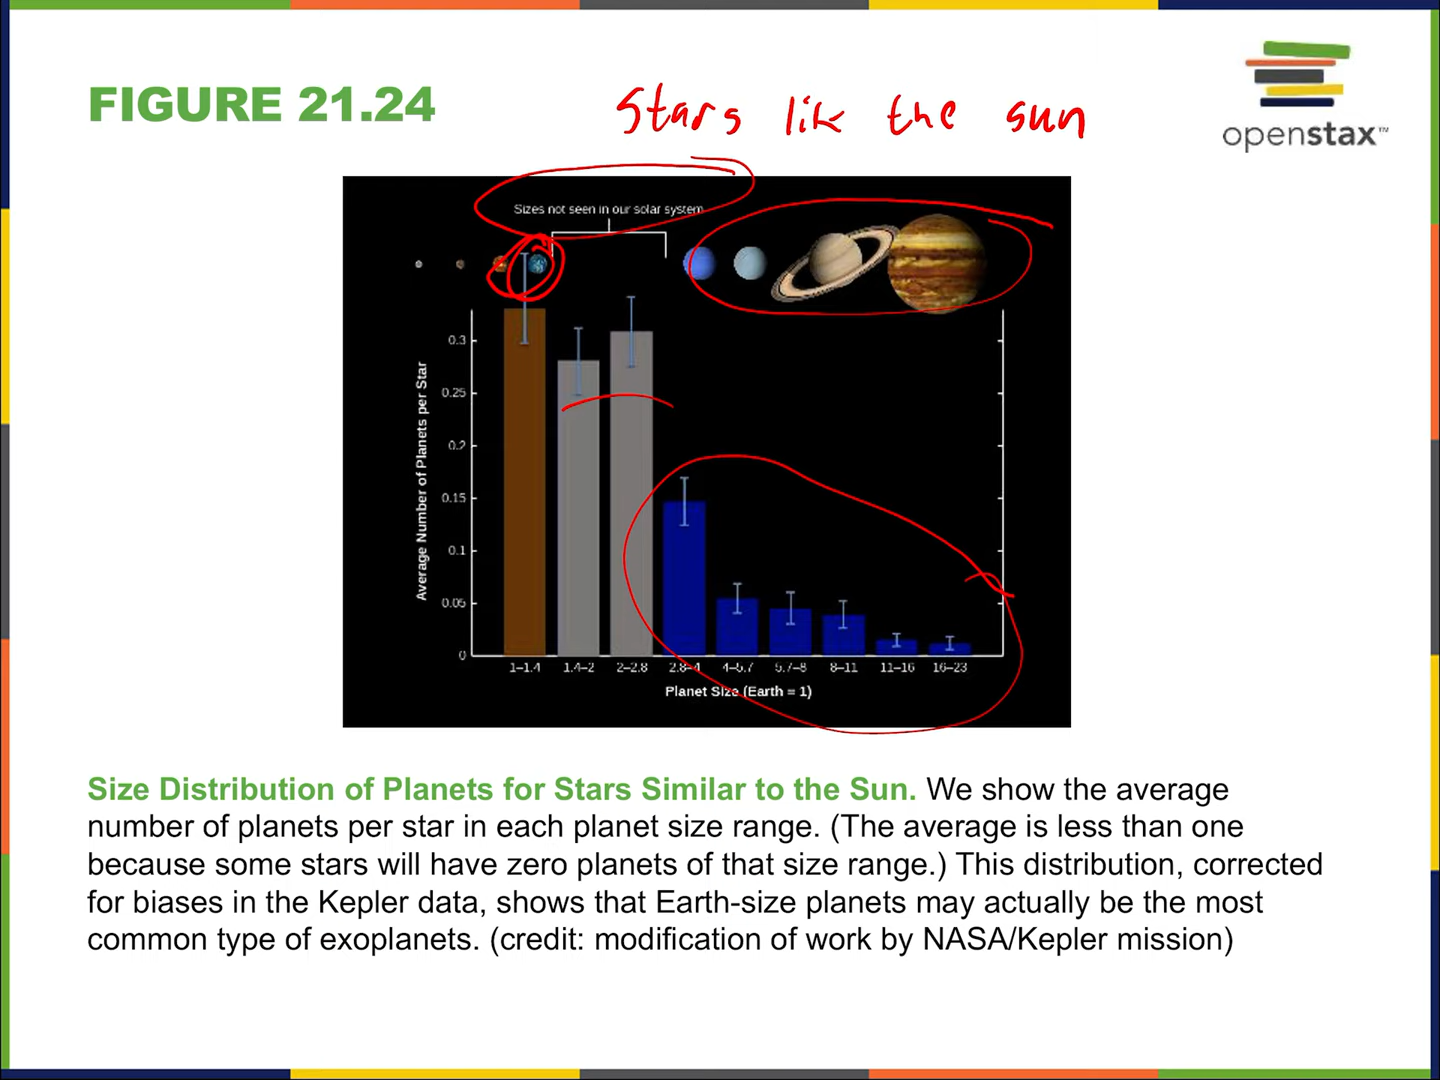 FIGURE 21.24
Stars lik the sun
openstax™
Sizes not seen in our solar system
0.3
0.25
0.2
0.15
0.1
0.05
0
Average Number of Planets per Star
1–1.4 1.4–2 2–2.8 2.8–4 4–5.7 5.7–8 8–11 11–16 16–23
Planet Size (Earth = 1)
Size Distribution of Planets for Stars Similar to the Sun. We show the average
number of planets per star in each planet size range. (The average is less than one
because some stars will have zero planets of that size range.) This distribution, corrected
for biases in the Kepler data, shows that Earth-size planets may actually be the most
common type of exoplanets. (credit: modification of work by NASA/Kepler mission)